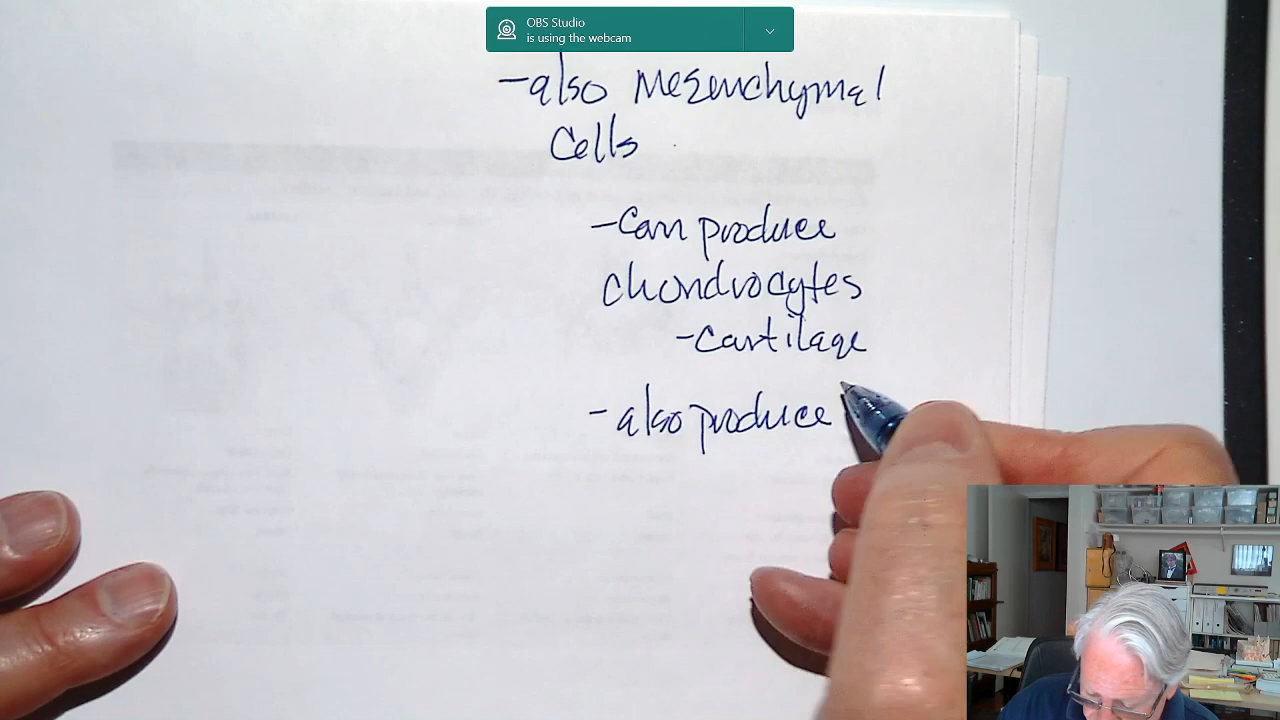 OBS Studio
is using the webcam
-also Mesenchymal
Cells
-Can produce
chondrocytes
-Cartilage
-also produce